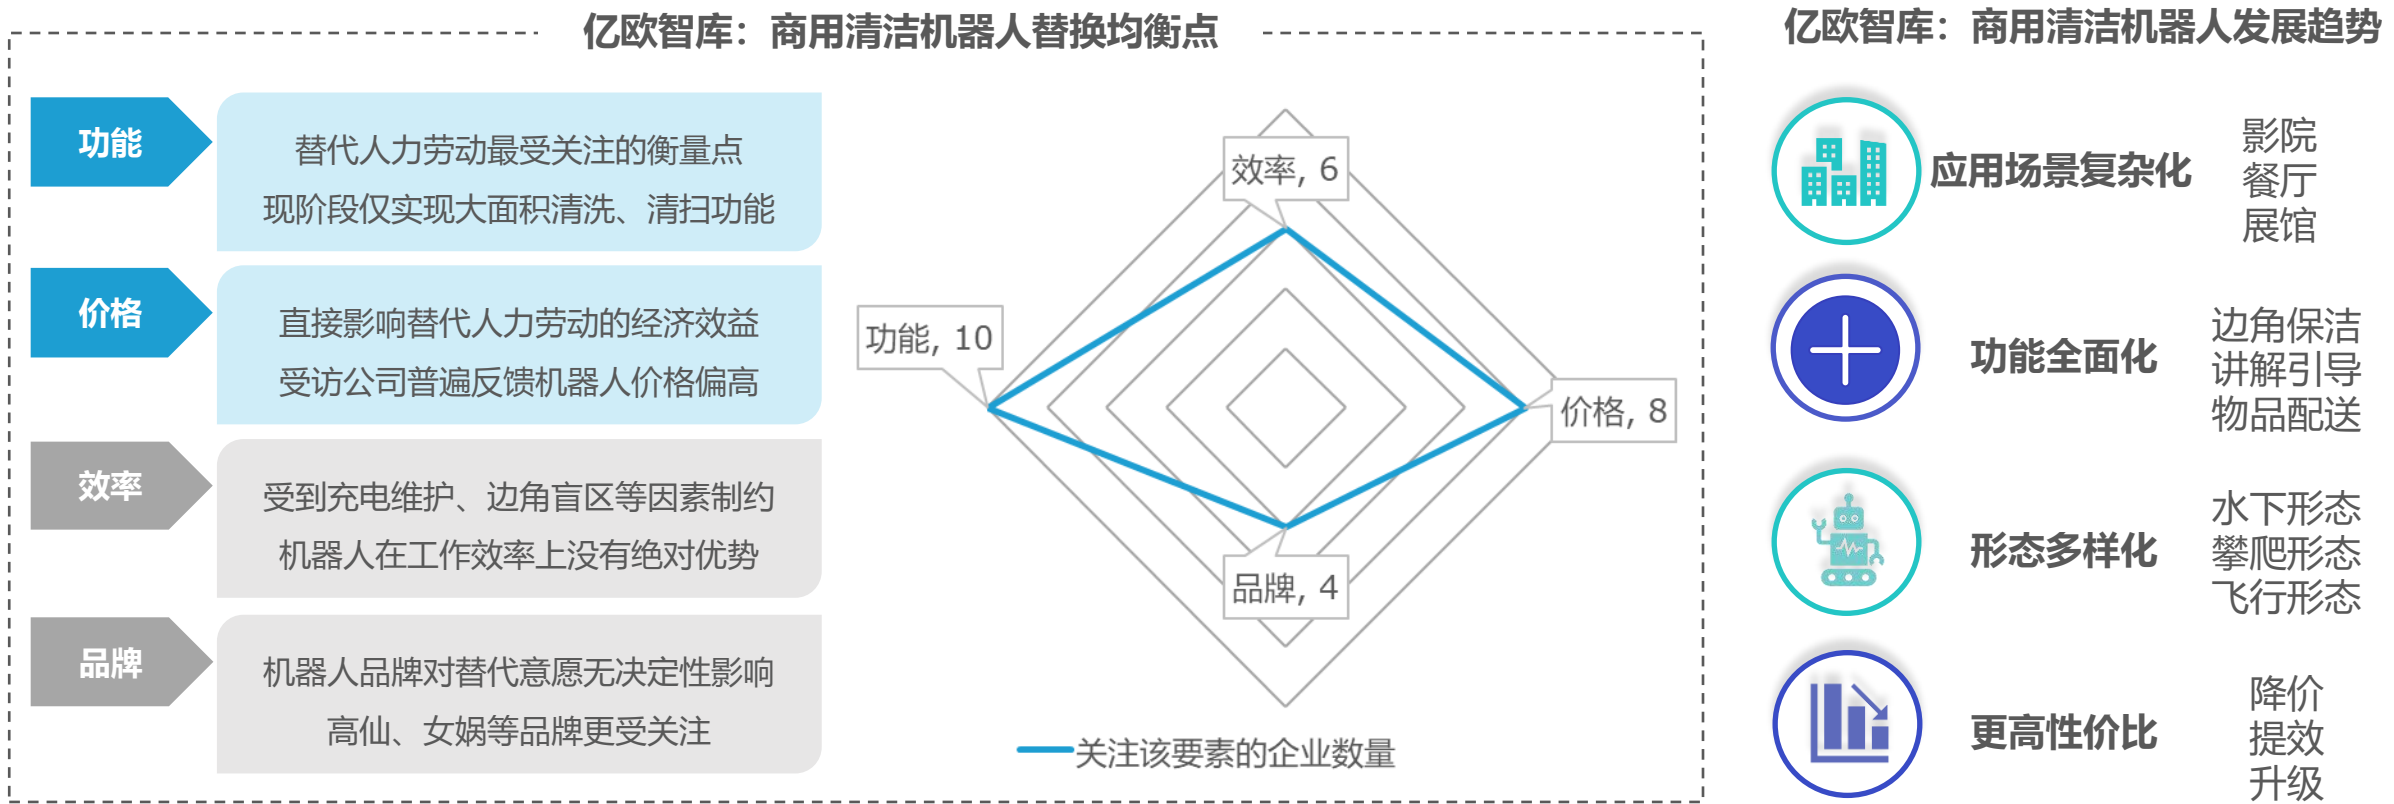 亿欧智库：商用清洁机器人替换均衡点
功能
替代人力劳动最受关注的衡量点
现阶段仅实现大面积清洗、清扫功能
价格
直接影响替代人力劳动的经济效益
受访公司普遍反馈机器人价格偏高
效率
受到充电维护、边角盲区等因素制约
机器人在工作效率上没有绝对优势
品牌
机器人品牌对替代意愿无决定性影响
高仙、女娲等品牌更受关注
效率, 6
功能, 10
价格, 8
品牌, 4
关注该要素的企业数量
亿欧智库：商用清洁机器人发展趋势
应用场景复杂化
影院
餐厅
展馆
功能全面化
边角保洁
讲解引导
物品配送
形态多样化
水下形态
攀爬形态
飞行形态
更高性价比
降价
提效
升级